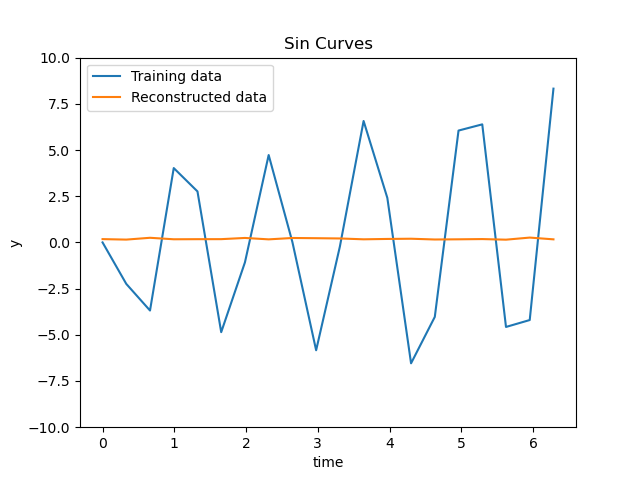 Sin Curves
Training data
Reconstructed data
10.0
7.5
5.0
2.5
0.0
−2.5
−5.0
−7.5
−10.0
y
0 1 2 3 4 5 6
time